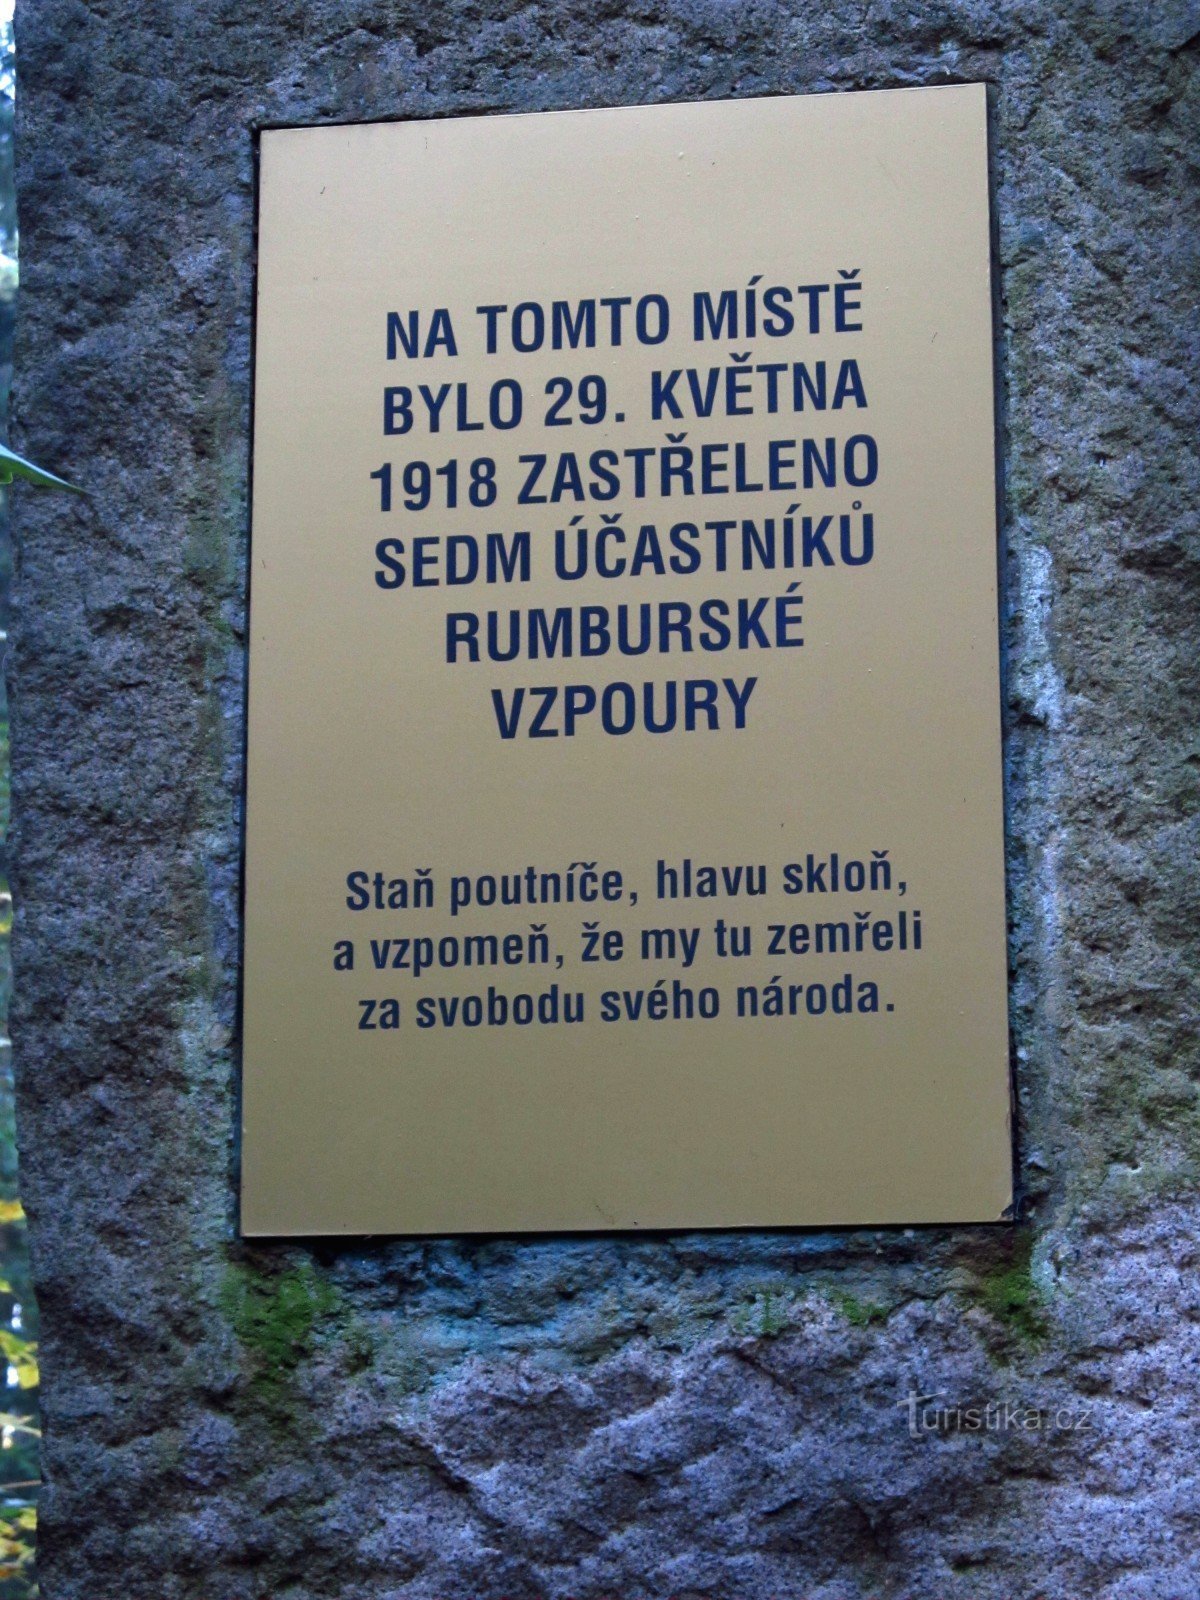 NA TOMTO MÍSTĚ
BYLO 29. KVĚTNA
1918 ZASTŘELENO
SEDM ÚČASTNÍKŮ
RUMBURSKÉ
VZPOURY
Staň poutníče, hlavu skloň,
a vzpomeň, že my tu zemřeli
za svobodu svého národa.
Turistika.cz